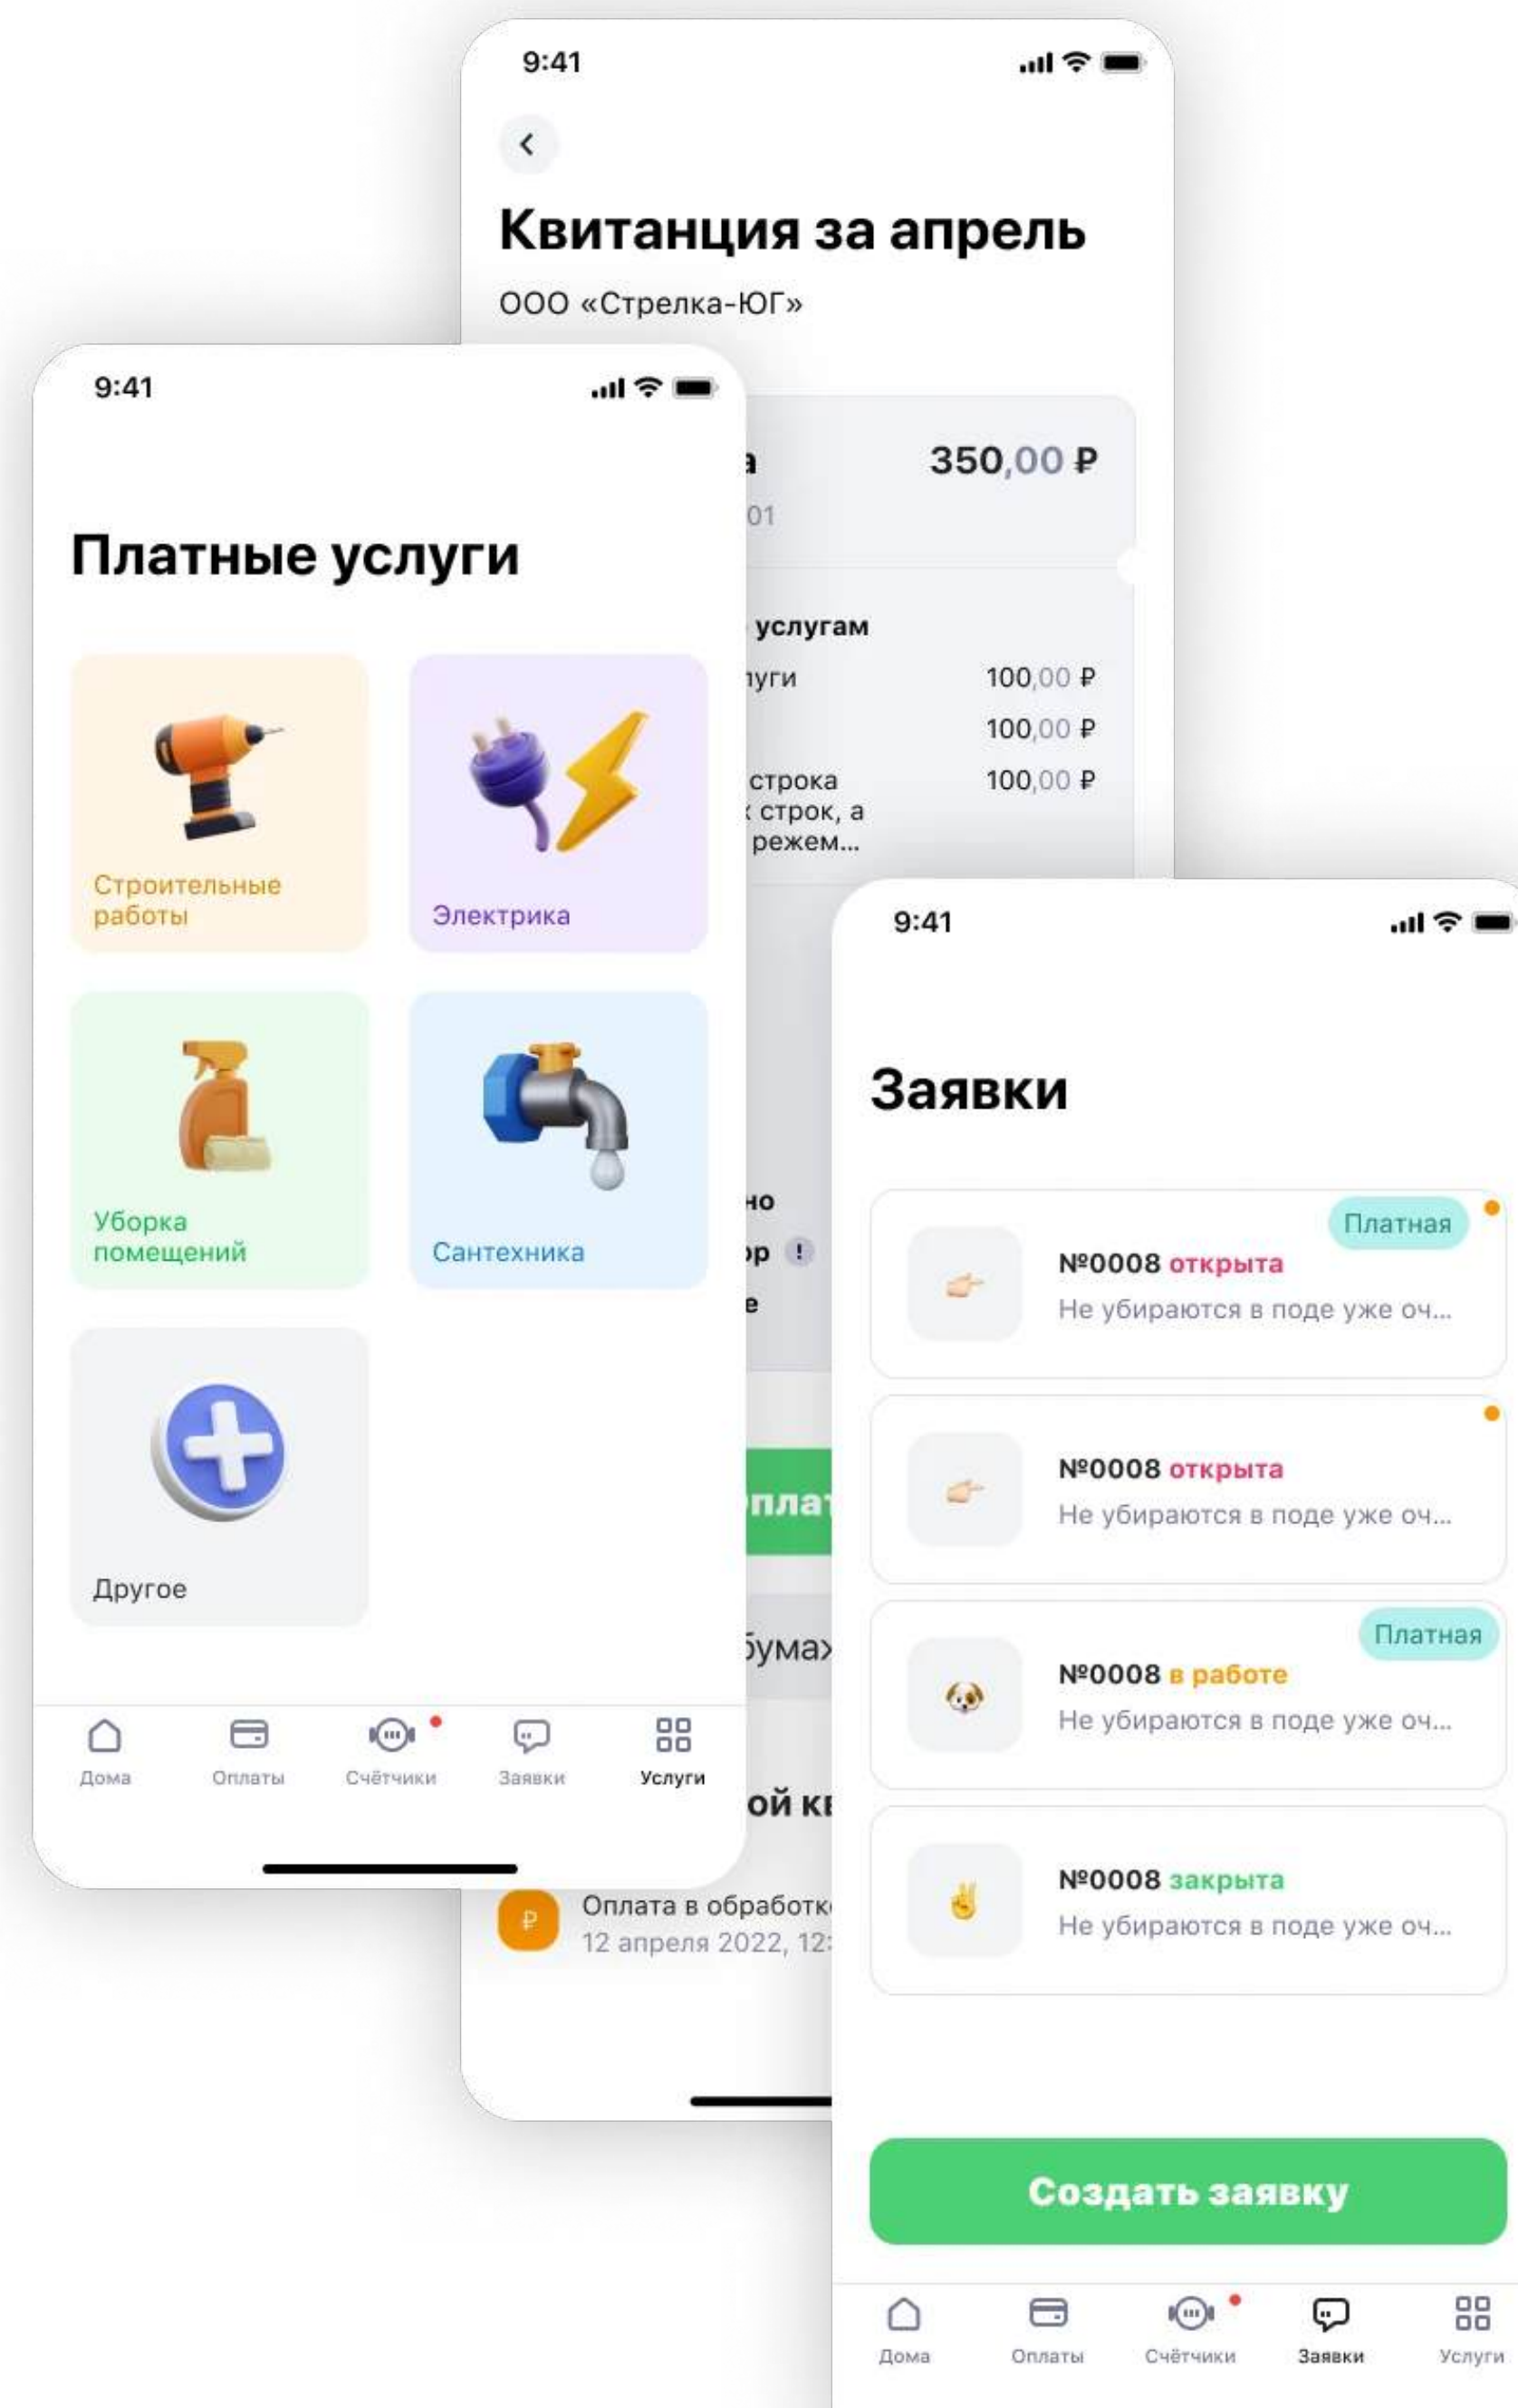 9:41
Квитанция за апрель
ООО «Стрелка-ЮГ»
350,00 ₽
01
услугам
100,00 ₽
100,00 ₽
строка
100,00 ₽
строк, а
режем...
Оплата в обработк
12 апреля 2022, 12:
9:41
Платные услуги
Строительные
работы
Электрика
Уборка
помещений
Сантехника
Другое
Дома
Оплаты
Счётчики
Заявки
Услуги
9:41
Заявки
Платная
№0008 открыта
Не убираются в поде уже оч...
№0008 открыта
Не убираются в поде уже оч...
Платная
№0008 в работе
Не убираются в поде уже оч...
№0008 закрыта
Не убираются в поде уже оч...
Создать заявку
Дома
Оплаты
Счётчики
Заявки
Услуги